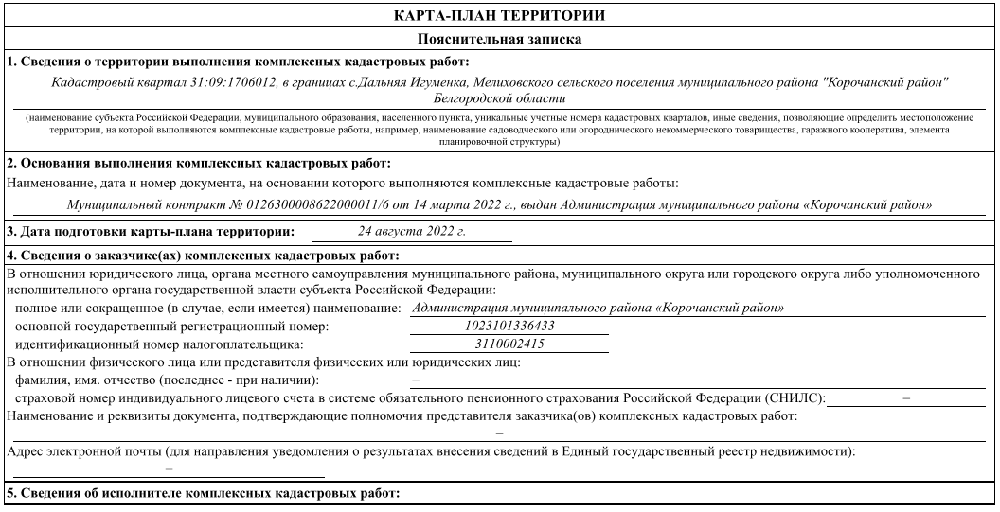 КАРТА-ПЛАН ТЕРРИТОРИИ
Пояснительная записка
1. Сведения о территории выполнения комплексных кадастровых работ:
Кадастровый квартал 31:09:1706012, в границах с.Дальняя Игуменка, Мелиховского сельского поселения муниципального района "Корочанский район"
Белгородской области
(наименование субъекта Российской Федерации, муниципального образования, населенного пункта, уникальные учетные номера кадастровых кварталов, иные сведения, позволяющие определить местоположение
территории, на которой выполняются комплексные кадастровые работы, например, наименование садоводческого или огороднического некоммерческого товарищества, гаражного кооператива, элемента
планировочной структуры)
2. Основания выполнения комплексных кадастровых работ:
Наименование, дата и номер документа, на основании которого выполняются комплексные кадастровые работы:
Муниципальный контракт № 0126300008622000011/6 от 14 марта 2022 г., выдан Администрация муниципального района «Корочанский район»
3. Дата подготовки карты-плана территории: 24 августа 2022 г.
4. Сведения о заказчике(ах) комплексных кадастровых работ:
В отношении юридического лица, органа местного самоуправления муниципального района, муниципального округа или городского округа либо уполномоченного
исполнительного органа государственной власти субъекта Российской Федерации:
полное или сокращенное (в случае, если имеется) наименование: Администрация муниципального района «Корочанский район»
основной государственный регистрационный номер: 1023101336433
идентификационный номер налогоплательщика: 3110002415
В отношении физического лица или представителя физических или юридических лиц:
фамилия, имя. отчество (последнее - при наличии): –
страховой номер индивидуального лицевого счета в системе обязательного пенсионного страхования Российской Федерации (СНИЛС): –
Наименование и реквизиты документа, подтверждающие полномочия представителя заказчика(ов) комплексных кадастровых работ:
–
Адрес электронной почты (для направления уведомления о результатах внесения сведений в Единый государственный реестр недвижимости):
–
5. Сведения об исполнителе комплексных кадастровых работ: